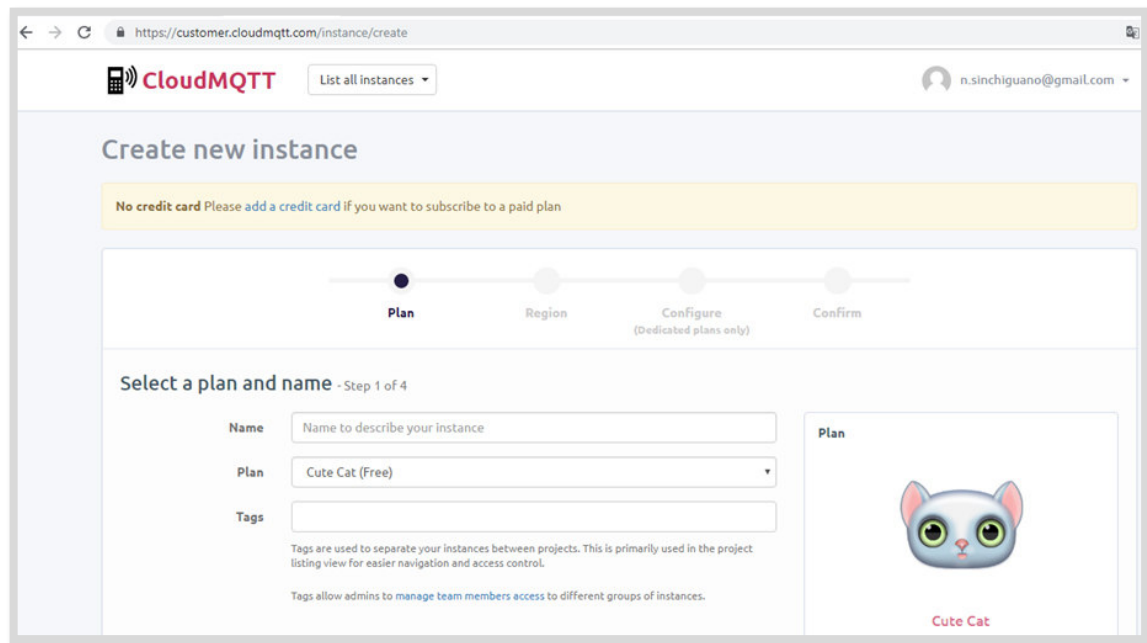 https://customer.cloudmqtt.com/instance/create
CloudMQTT
List all instances
n.sinchiguano@gmail.com
Create new instance
No credit card Please add a credit card if you want to subscribe to a paid plan
Plan
Region
Configure
(Dedicated plans only)
Confirm
Select a plan and name - Step 1 of 4
Name
Name to describe your instance
Plan
Cute Cat (Free)
Tags
Tags are used to separate your instances between projects. This is primarily used in the project
listing view for easier navigation and access control.
Tags allow admins to manage team members access to different groups of instances.
Plan
Cute Cat